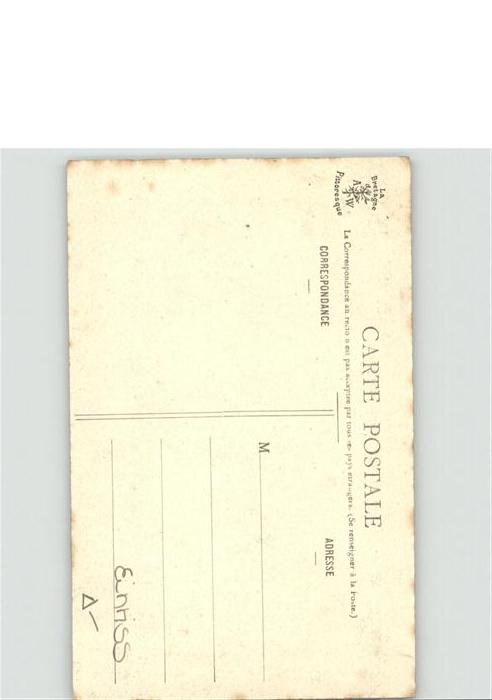 La
Bretagne
A W
Pittoresque
CARTE POSTALE
La Correspondance au recto n'est pas acceptée par tous les pays étrangers. (Se renseigner à la Poste.)
CORRESPONDANCE
ADRESSE
M
Einriss